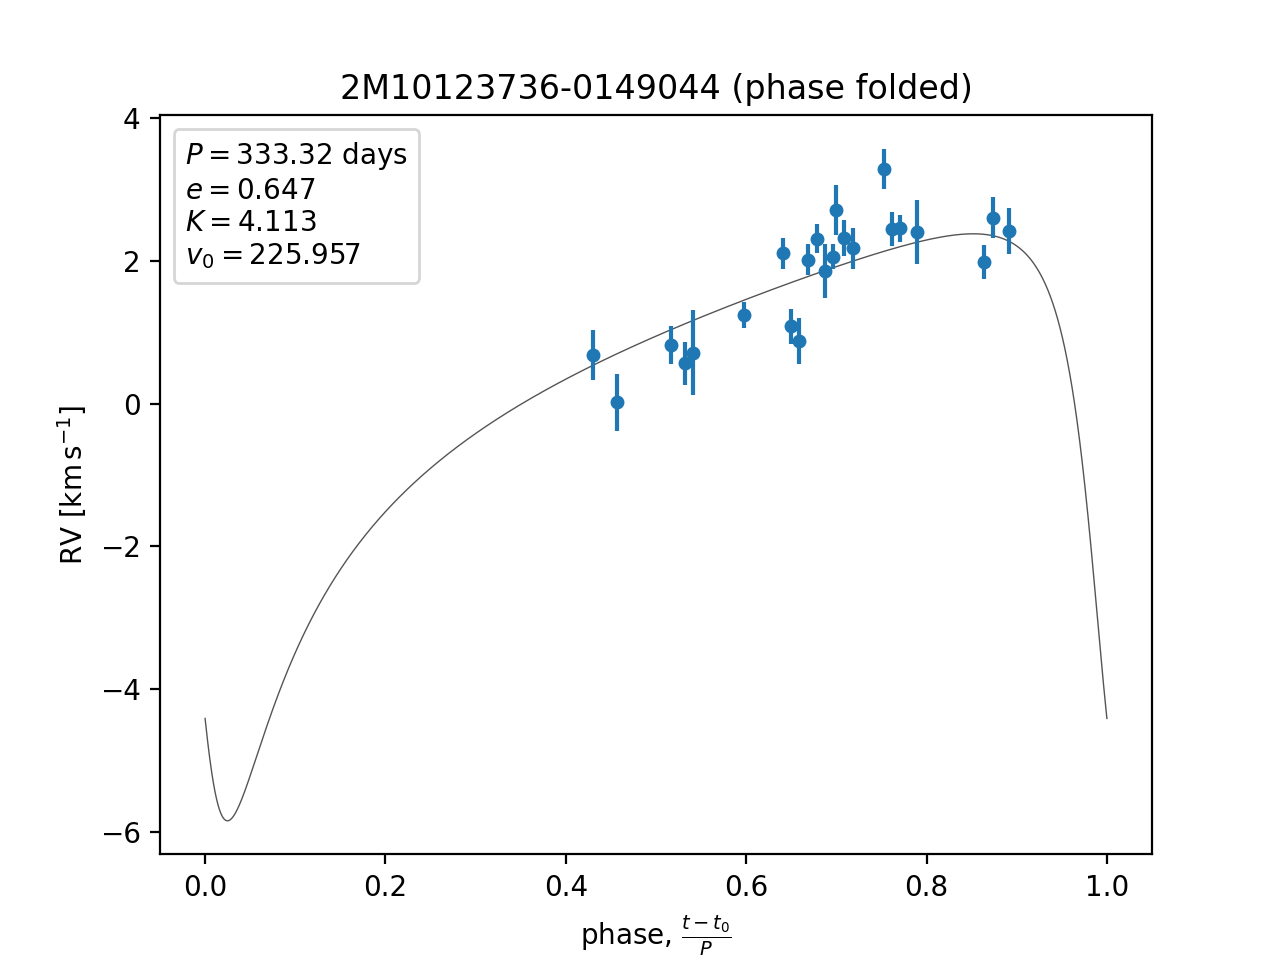 2M10123736-0149044 (phase folded)
P = 333.32 days
e = 0.647
K = 4.113
v₀ = 225.957
4
2
0
−2
−4
−6
RV [km s⁻¹]
0.0 0.2 0.4 0.6 0.8 1.0
phase, (t − t₀)/P